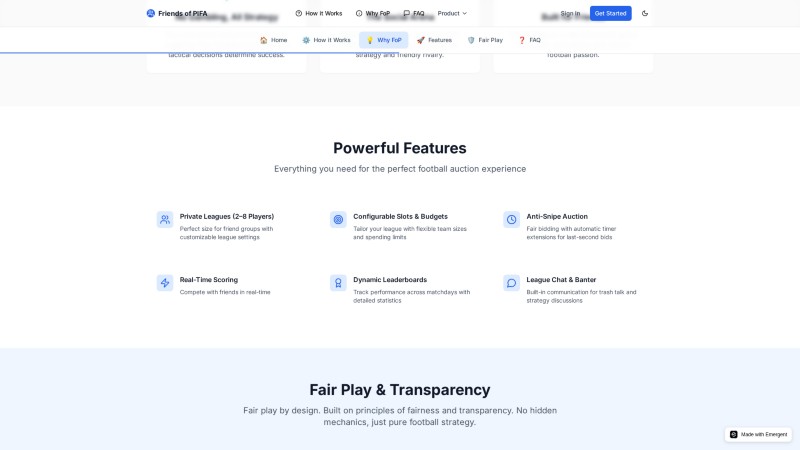 Friends of PIFA
How It Works
Why FoP
FAQ
Product
Sign In
Get Started
Home
How It Works
Why FoP
Features
Fair Play
FAQ
tactical decisions determine success.
strategy and friendly rivalry.
football passion.
Powerful Features
Everything you need for the perfect football auction experience
Private Leagues (2–8 Players)
Perfect size for friend groups with
customizable league settings
Configurable Slots & Budgets
Tailor your league with flexible team sizes
and spending limits
Anti-Snipe Auction
Fair bidding with automatic timer
extensions for last-second bids
Real-Time Scoring
Compete with friends in real-time
Dynamic Leaderboards
Track performance across matchdays with
detailed statistics
League Chat & Banter
Built-in communication for trash talk and
strategy discussions
Fair Play & Transparency
Fair play by design. Built on principles of fairness and transparency. No hidden
mechanics, just pure football strategy.
Made with Emergent